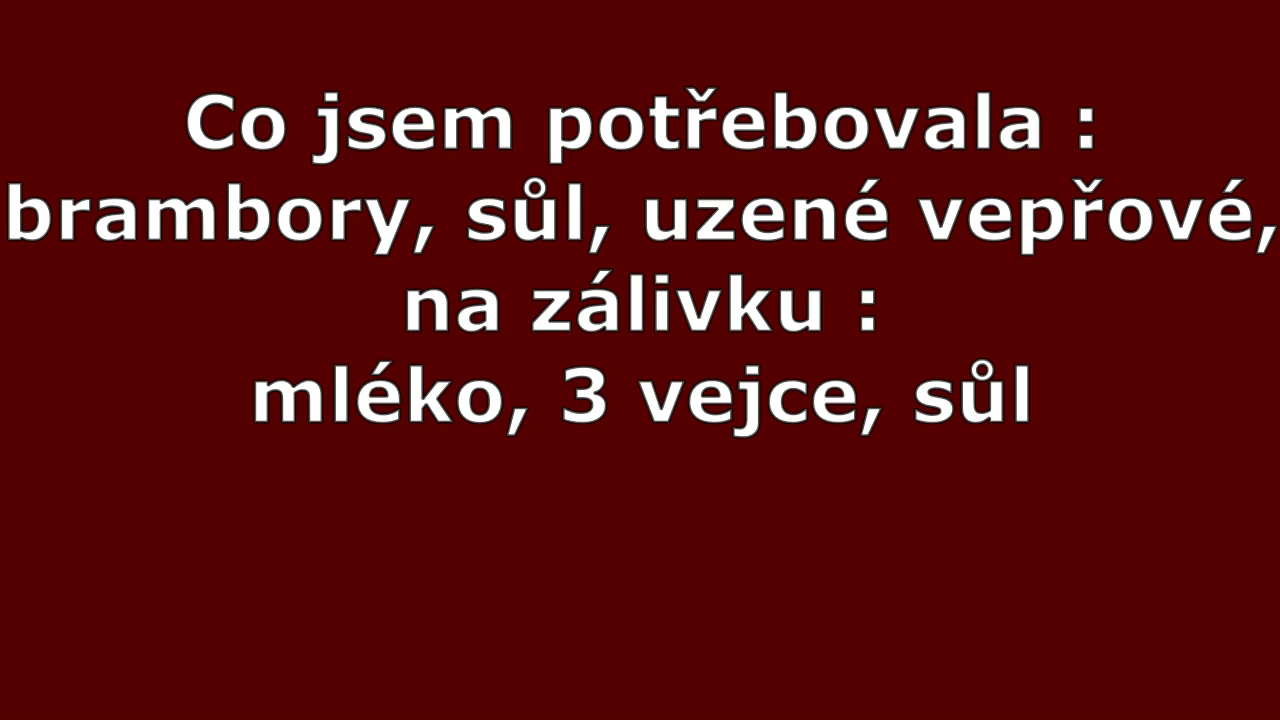 Co jsem potřebovala :
brambory, sůl, uzené vepřové,
na zálivku :
mléko, 3 vejce, sůl